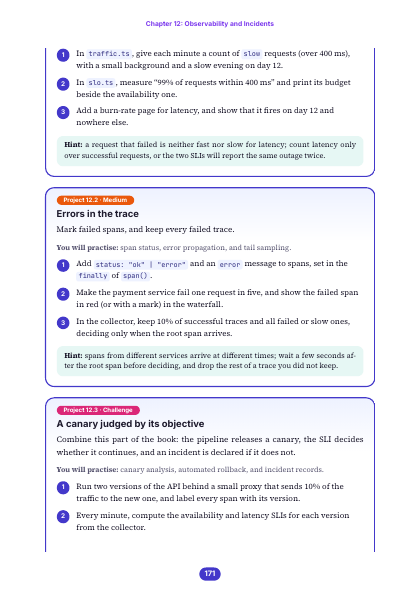 Chapter 12: Observability and Incidents
1 In traffic.ts, give each minute a count of slow requests (over 400 ms),
with a small background and a slow evening on day 12.
2 In slo.ts, measure “99% of requests within 400 ms” and print its budget
beside the availability one.
3 Add a burn-rate page for latency, and show that it fires on day 12 and
nowhere else.
Hint: a request that failed is neither fast nor slow for latency; count latency only
over successful requests, or the two SLIs will report the same outage twice.
Project 12.2 · Medium
Errors in the trace
Mark failed spans, and keep every failed trace.
You will practise: span status, error propagation, and tail sampling.
1 Add status: "ok" | "error" and an error message to spans, set in the
finally of span().
2 Make the payment service fail one request in five, and show the failed span
in red (or with a mark) in the waterfall.
3 In the collector, keep 10% of successful traces and all failed or slow ones,
deciding only when the root span arrives.
Hint: spans from different services arrive at different times; wait a few seconds af-
ter the root span before deciding, and drop the rest of a trace you did not keep.
Project 12.3 · Challenge
A canary judged by its objective
Combine this part of the book: the pipeline releases a canary, the SLI decides
whether it continues, and an incident is declared if it does not.
You will practise: canary analysis, automated rollback, and incident records.
1 Run two versions of the API behind a small proxy that sends 10% of the
traffic to the new one, and label every span with its version.
2 Every minute, compute the availability and latency SLIs for each version
from the collector.
171